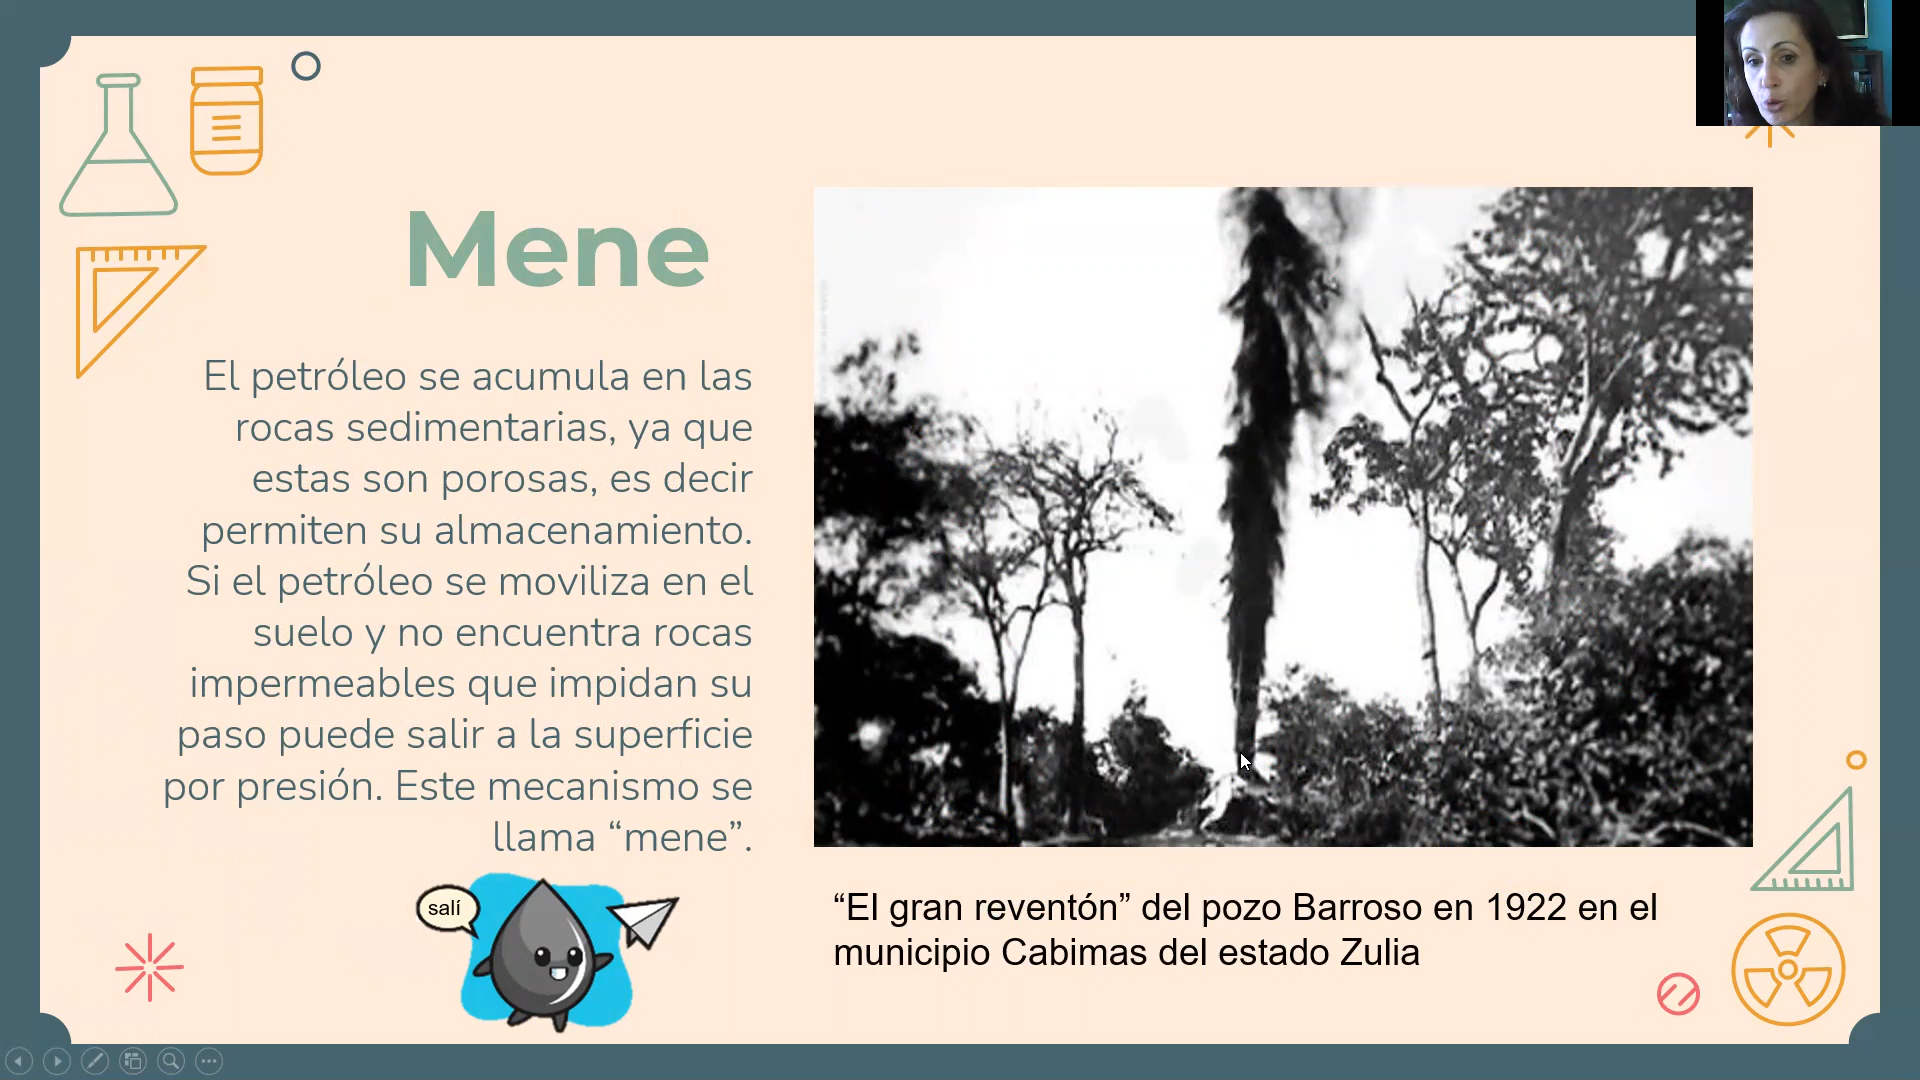 Mene
El petróleo se acumula en las
rocas sedimentarias, ya que
estas son porosas, es decir
permiten su almacenamiento.
Si el petróleo se moviliza en el
suelo y no encuentra rocas
impermeables que impidan su
paso puede salir a la superficie
por presión. Este mecanismo se
llama “mene”.
salí
“El gran reventón” del pozo Barroso en 1922 en el
municipio Cabimas del estado Zulia